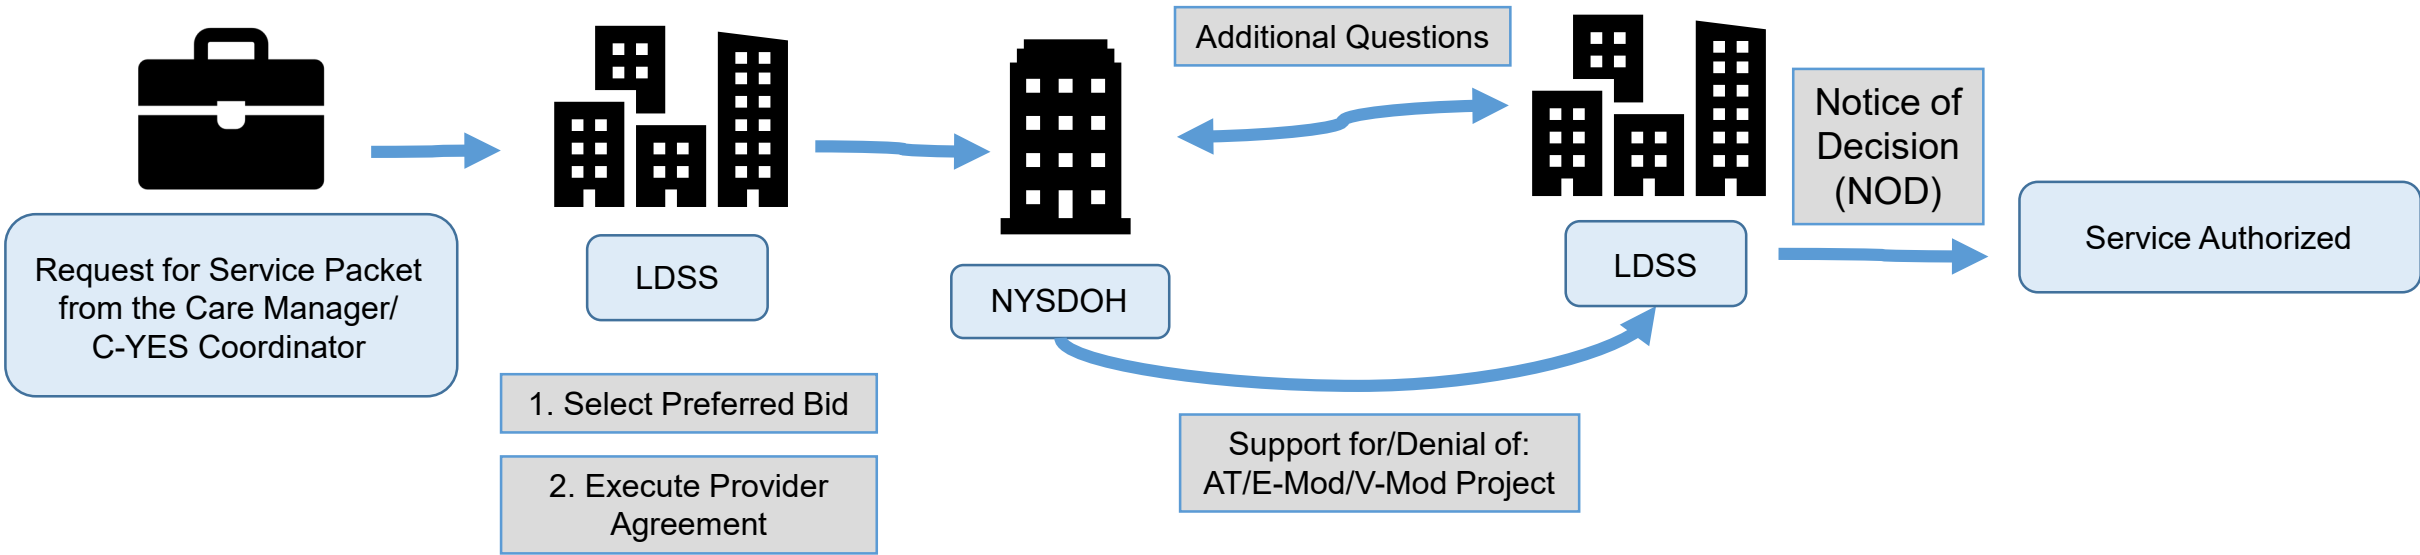 Request for Service Packet
from the Care Manager/
C-YES Coordinator
LDSS
1. Select Preferred Bid
2. Execute Provider
Agreement
NYSDOH
Additional Questions
Support for/Denial of:
AT/E-Mod/V-Mod Project
LDSS
Notice of
Decision
(NOD)
Service Authorized